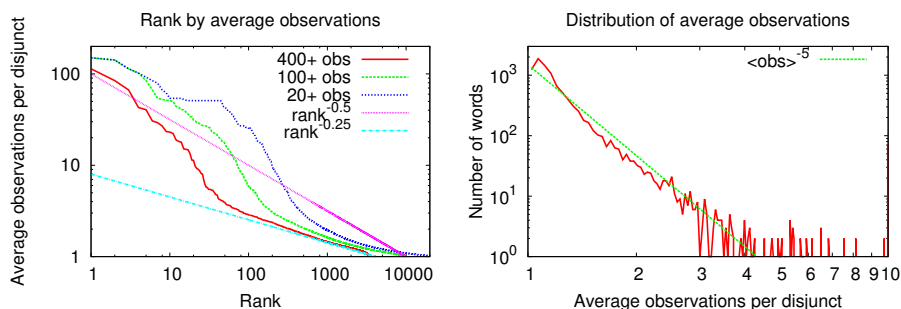 Rank by average observations
Average observations per disjunct
100
10
1
1 10 100 1000 10000
Rank
400+ obs
100+ obs
20+ obs
rank^-0.5
rank^-0.25
Distribution of average observations
Number of words
10^3
10^2
10^1
10^0
1 2 3 4 5 6 7 8 9 10
Average observations per disjunct
<obs>^-5